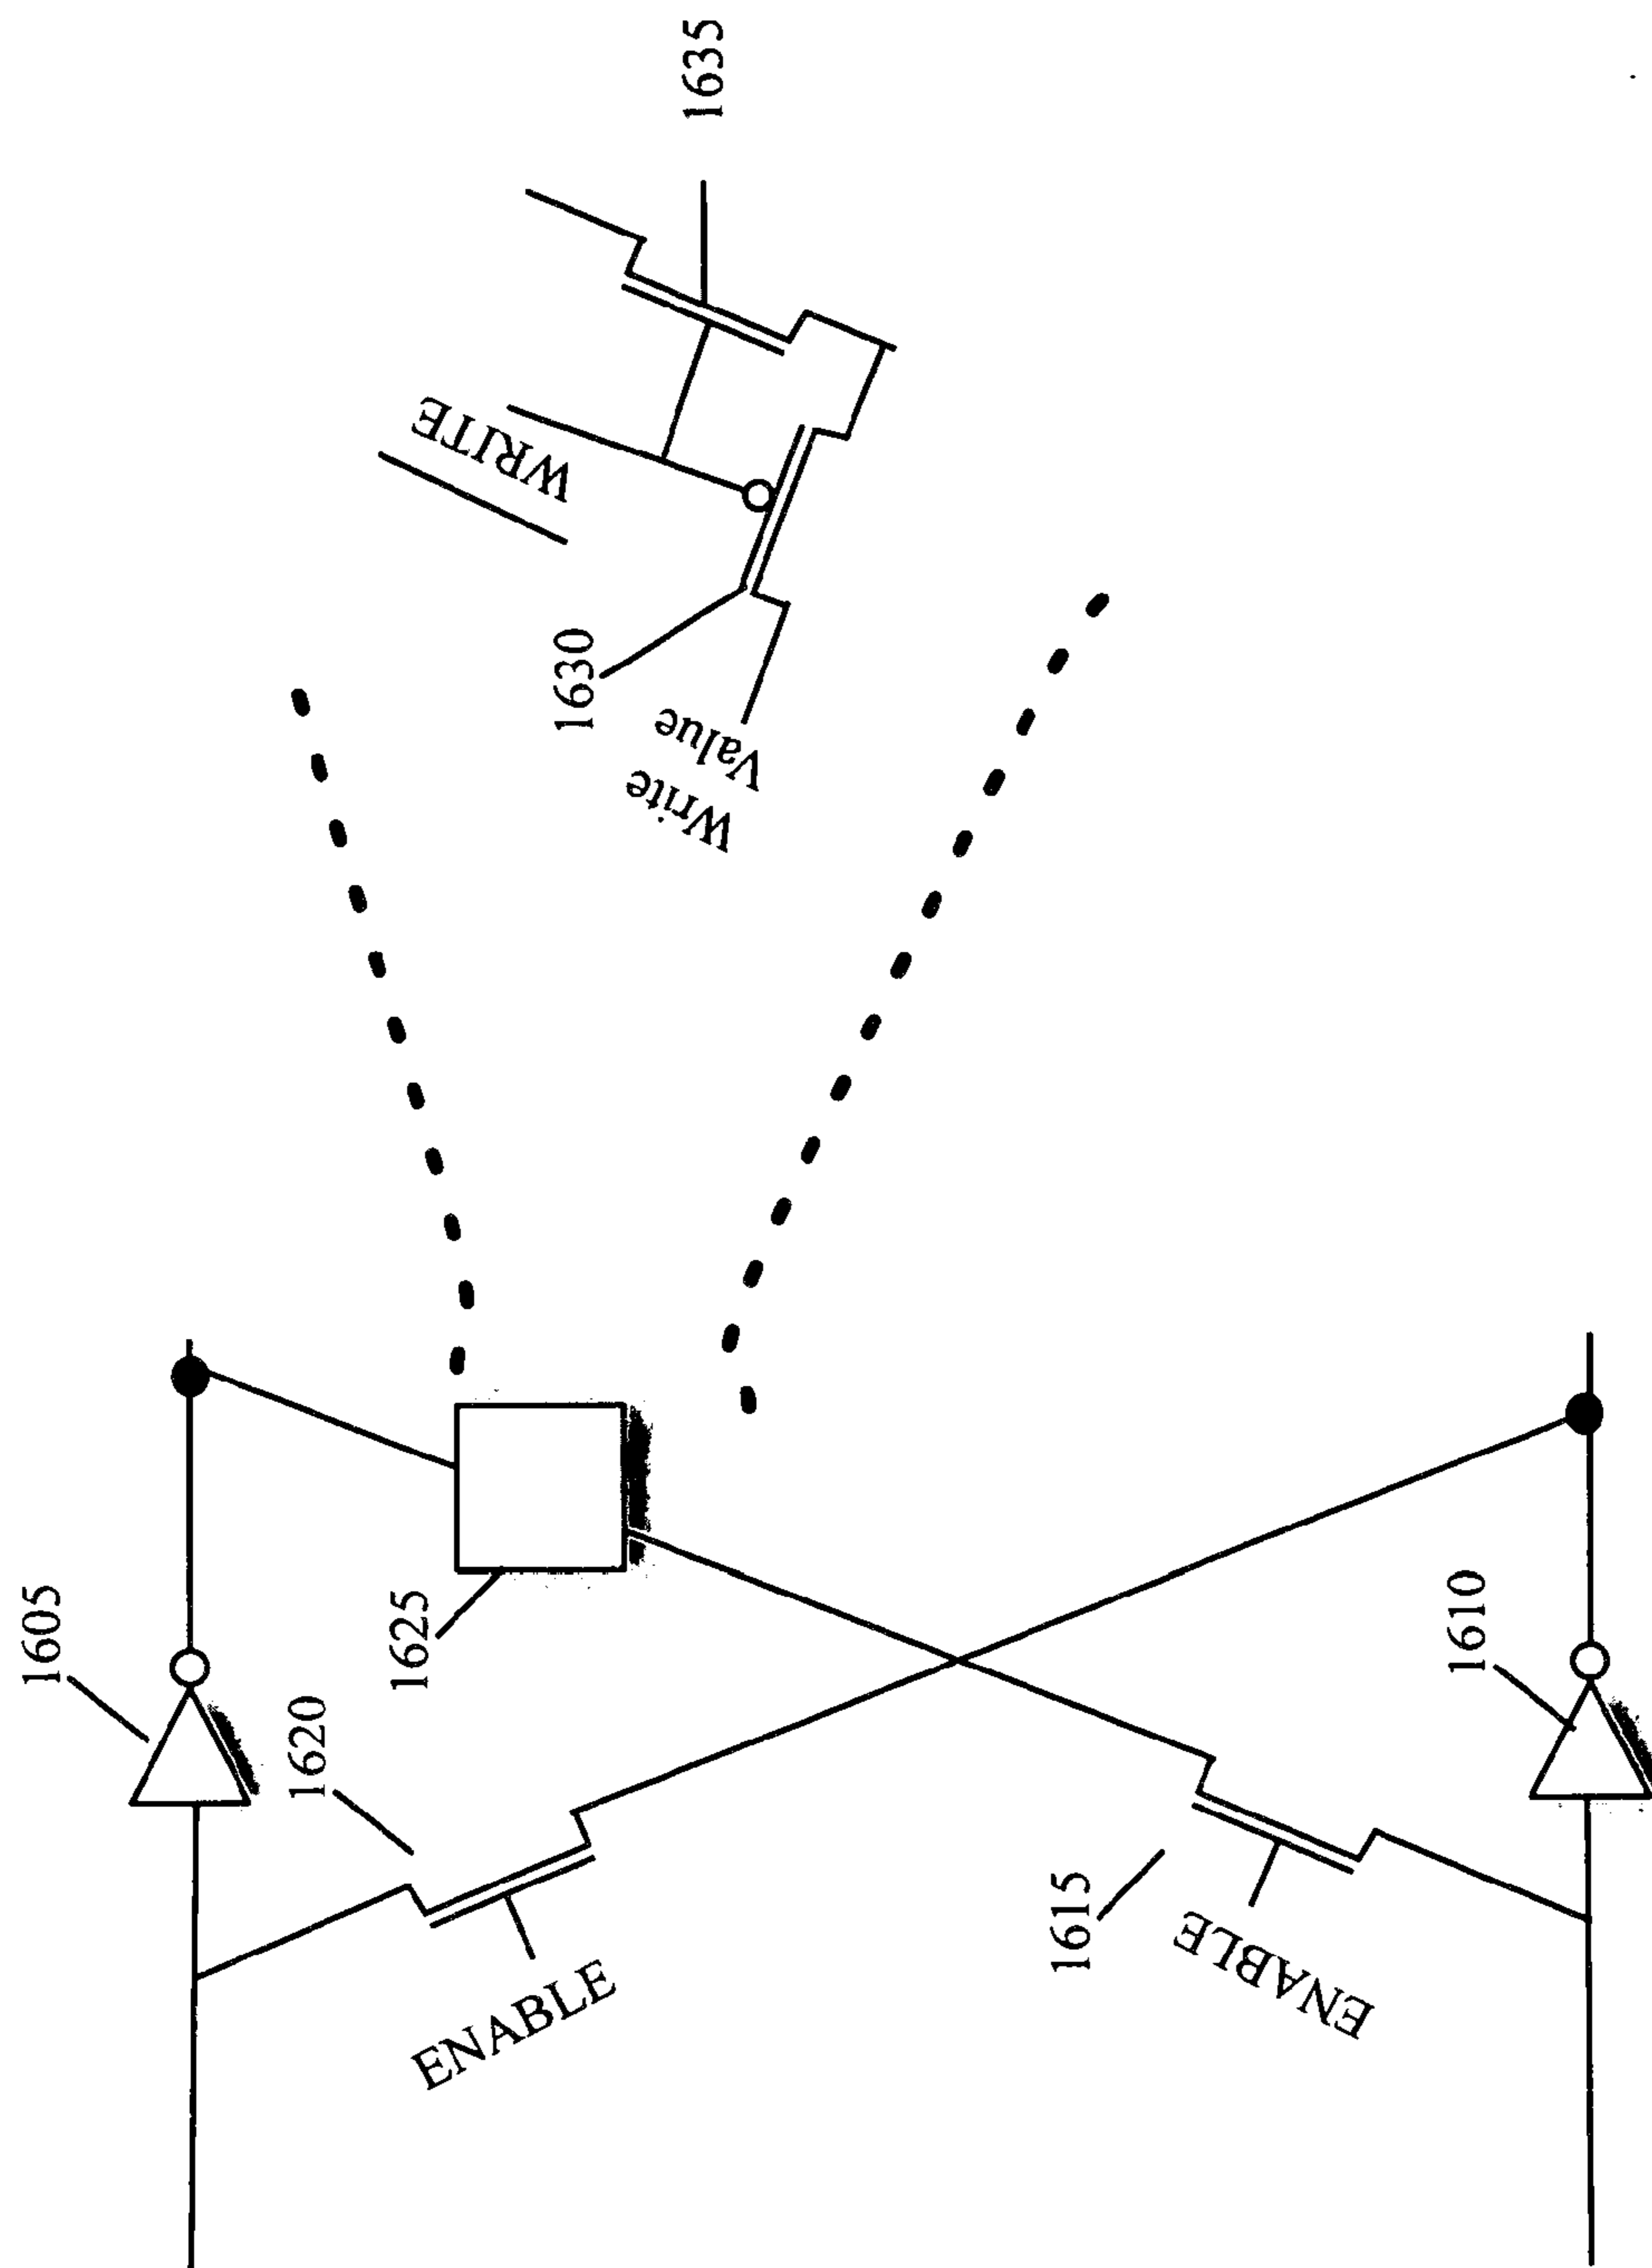 1605
1620
1625
ENABLE
1615
ENABLE
1610
1630
Write
Value
WRITE
1635